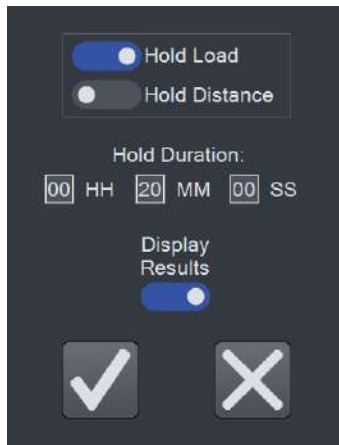 Hold Load
Hold Distance
Hold Duration:
00 HH 20 MM 00 SS
Display
Results